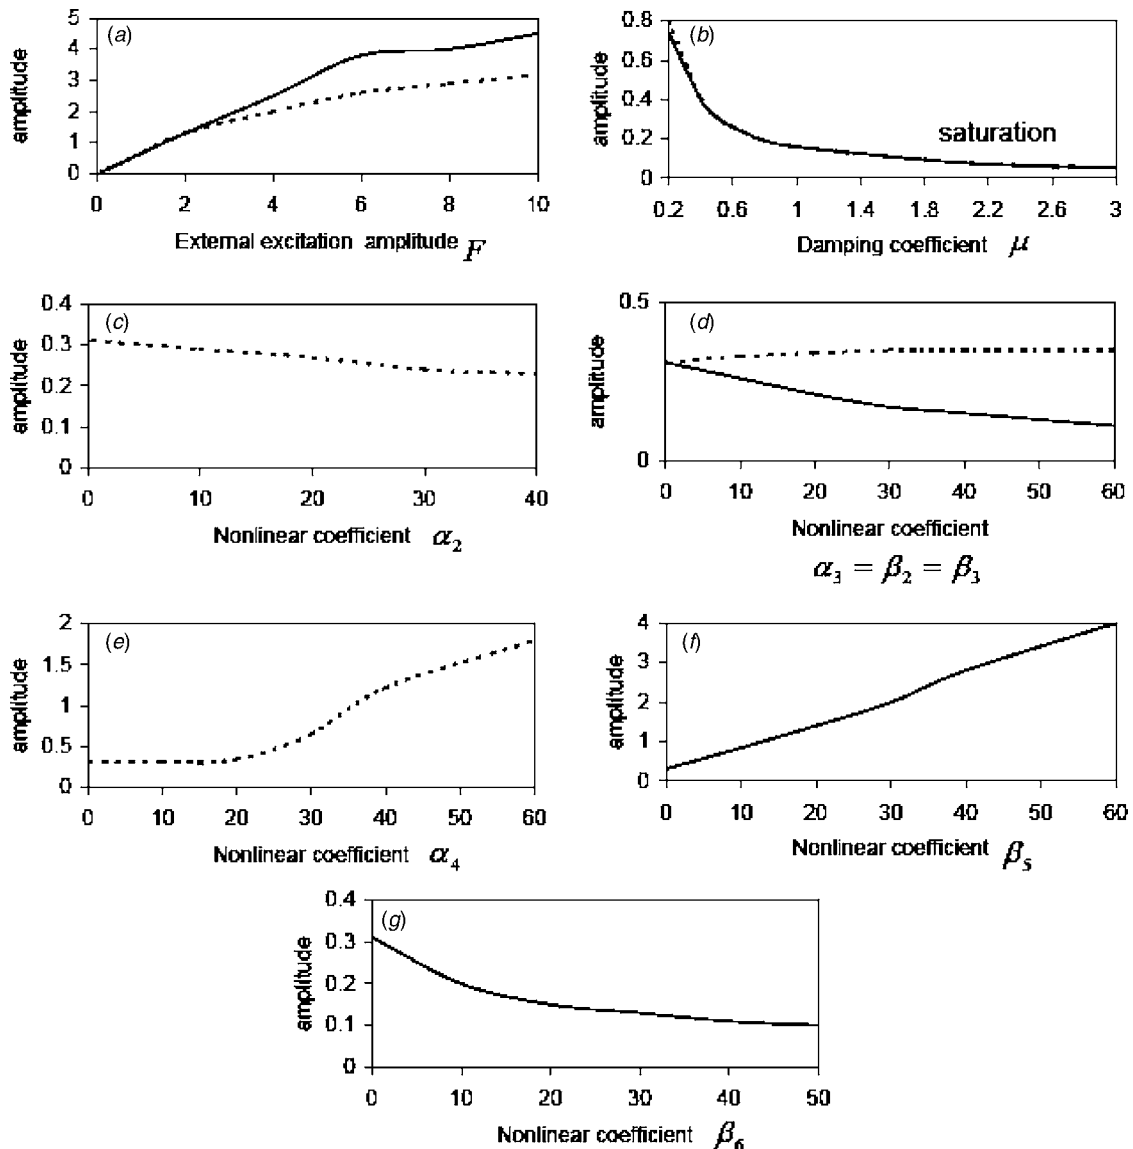 (a)
amplitude
5
4
3
2
1
0
0 2 4 6 8 10
External excitation amplitude F
(b)
amplitude
0.8
0.6
0.4
0.2
0
saturation
0.2 0.6 1 1.4 1.8 2.2 2.6 3
Damping coefficient μ
(c)
amplitude
0.4
0.3
0.2
0.1
0
0 10 20 30 40
Nonlinear coefficient α₂
(d)
amplitude
0.5
0
0 10 20 30 40 50 60
Nonlinear coefficient
α₃ = β₂ = β₃
(e)
amplitude
2
1.5
1
0.5
0
0 10 20 30 40 50 60
Nonlinear coefficient α₄
(f)
amplitude
4
3
2
1
0
0 10 20 30 40 50 60
Nonlinear coefficient β₅
(g)
amplitude
0.4
0.3
0.2
0.1
0
0 10 20 30 40 50
Nonlinear coefficient β₆